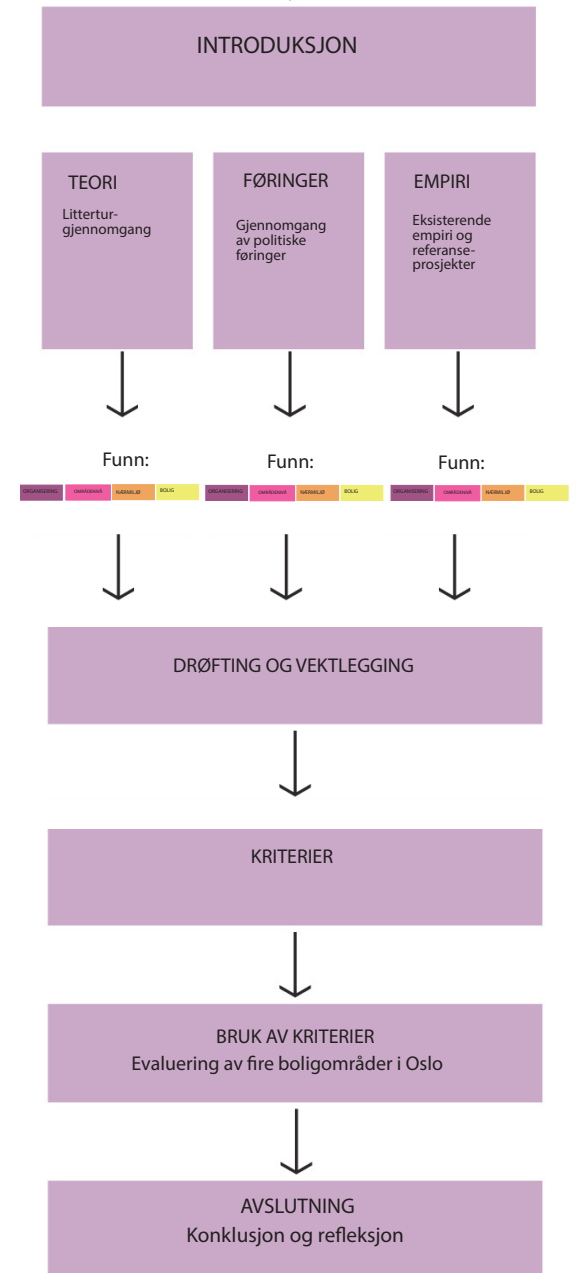 INTRODUKSJON
TEORI
Littertur-
gjennomgang
FØRINGER
Gjennomgang
av politiske
føringer
EMPIRI
Eksisterende
empiri og
referanse-
prosjekter
Funn:
Funn:
Funn:
ORGANISERING OMRÅDENIVÅ NÆRMILJØ BOLIG
ORGANISERING OMRÅDENIVÅ NÆRMILJØ BOLIG
ORGANISERING OMRÅDENIVÅ NÆRMILJØ BOLIG
DRØFTING OG VEKTLEGGING
KRITERIER
BRUK AV KRITERIER
Evaluering av fire boligområder i Oslo
AVSLUTNING
Konklusjon og refleksjon